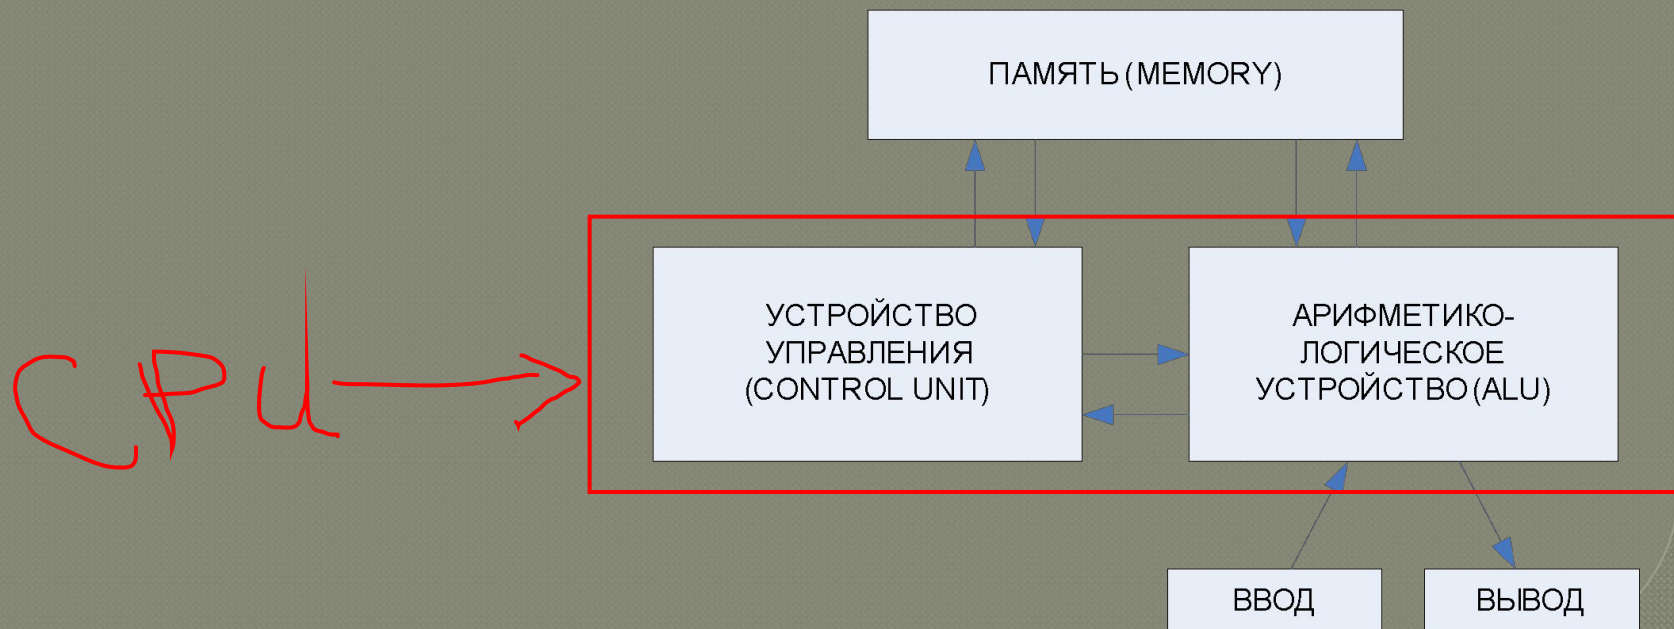 ПАМЯТЬ (MEMORY)
УСТРОЙСТВО
УПРАВЛЕНИЯ
(CONTROL UNIT)
АРИФМЕТИКО-
ЛОГИЧЕСКОЕ
УСТРОЙСТВО (ALU)
CPU
ВВОД
ВЫВОД